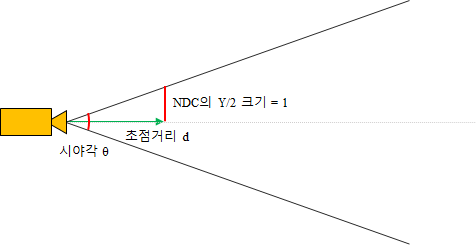 NDC의 Y/2 크기 = 1
초점거리 d
시야각 θ